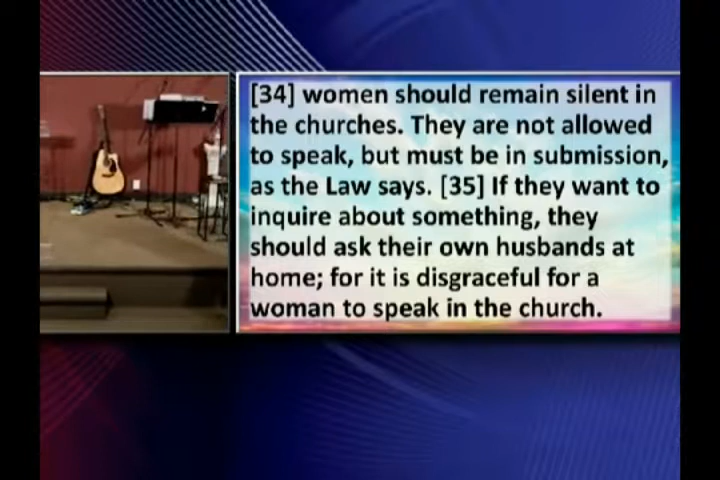 [34] women should remain silent in
the churches. They are not allowed
to speak, but must be in submission,
as the Law says. [35] If they want to
inquire about something, they
should ask their own husbands at
home; for it is disgraceful for a
woman to speak in the church.